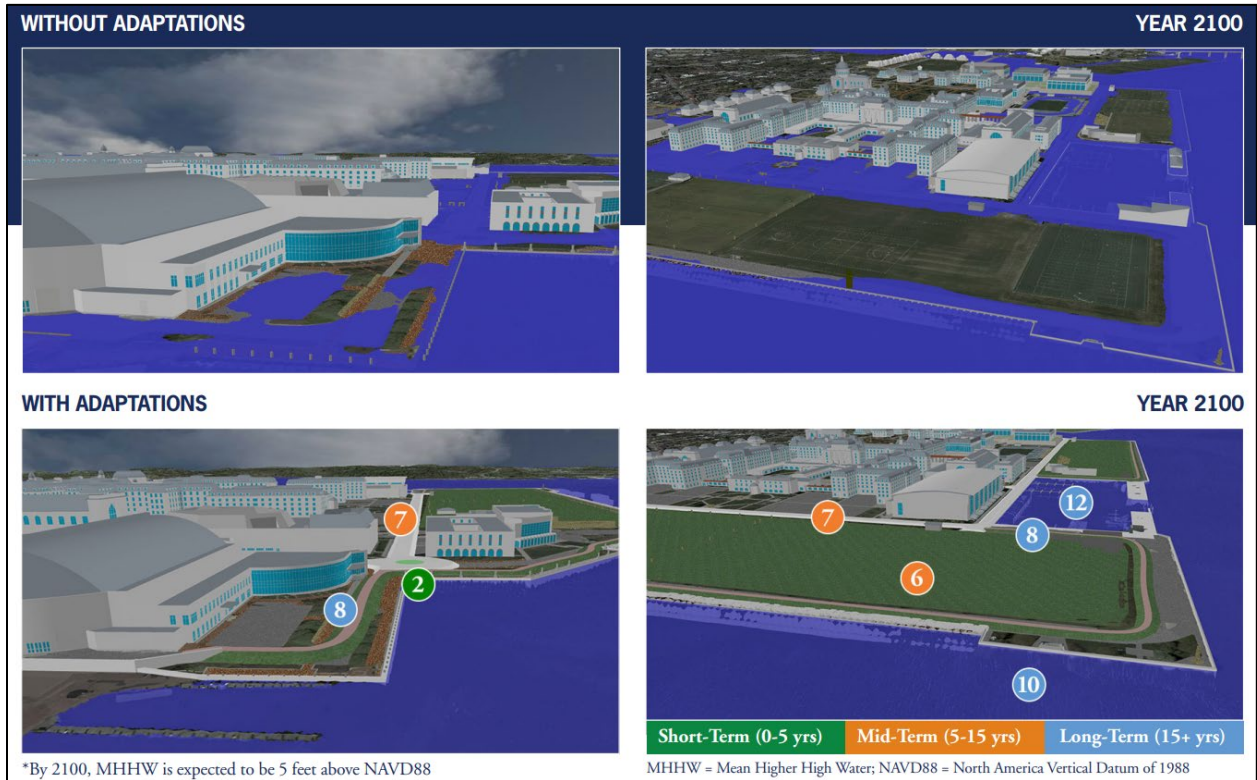 WITHOUT ADAPTATIONS
YEAR 2100
WITH ADAPTATIONS
YEAR 2100
7
2
8
12
7
8
6
10
Short-Term (0-5 yrs)
Mid-Term (5-15 yrs)
Long-Term (15+ yrs)
*By 2100, MHHW is expected to be 5 feet above NAVD88
MHHW = Mean Higher High Water; NAVD88 = North America Vertical Datum of 1988